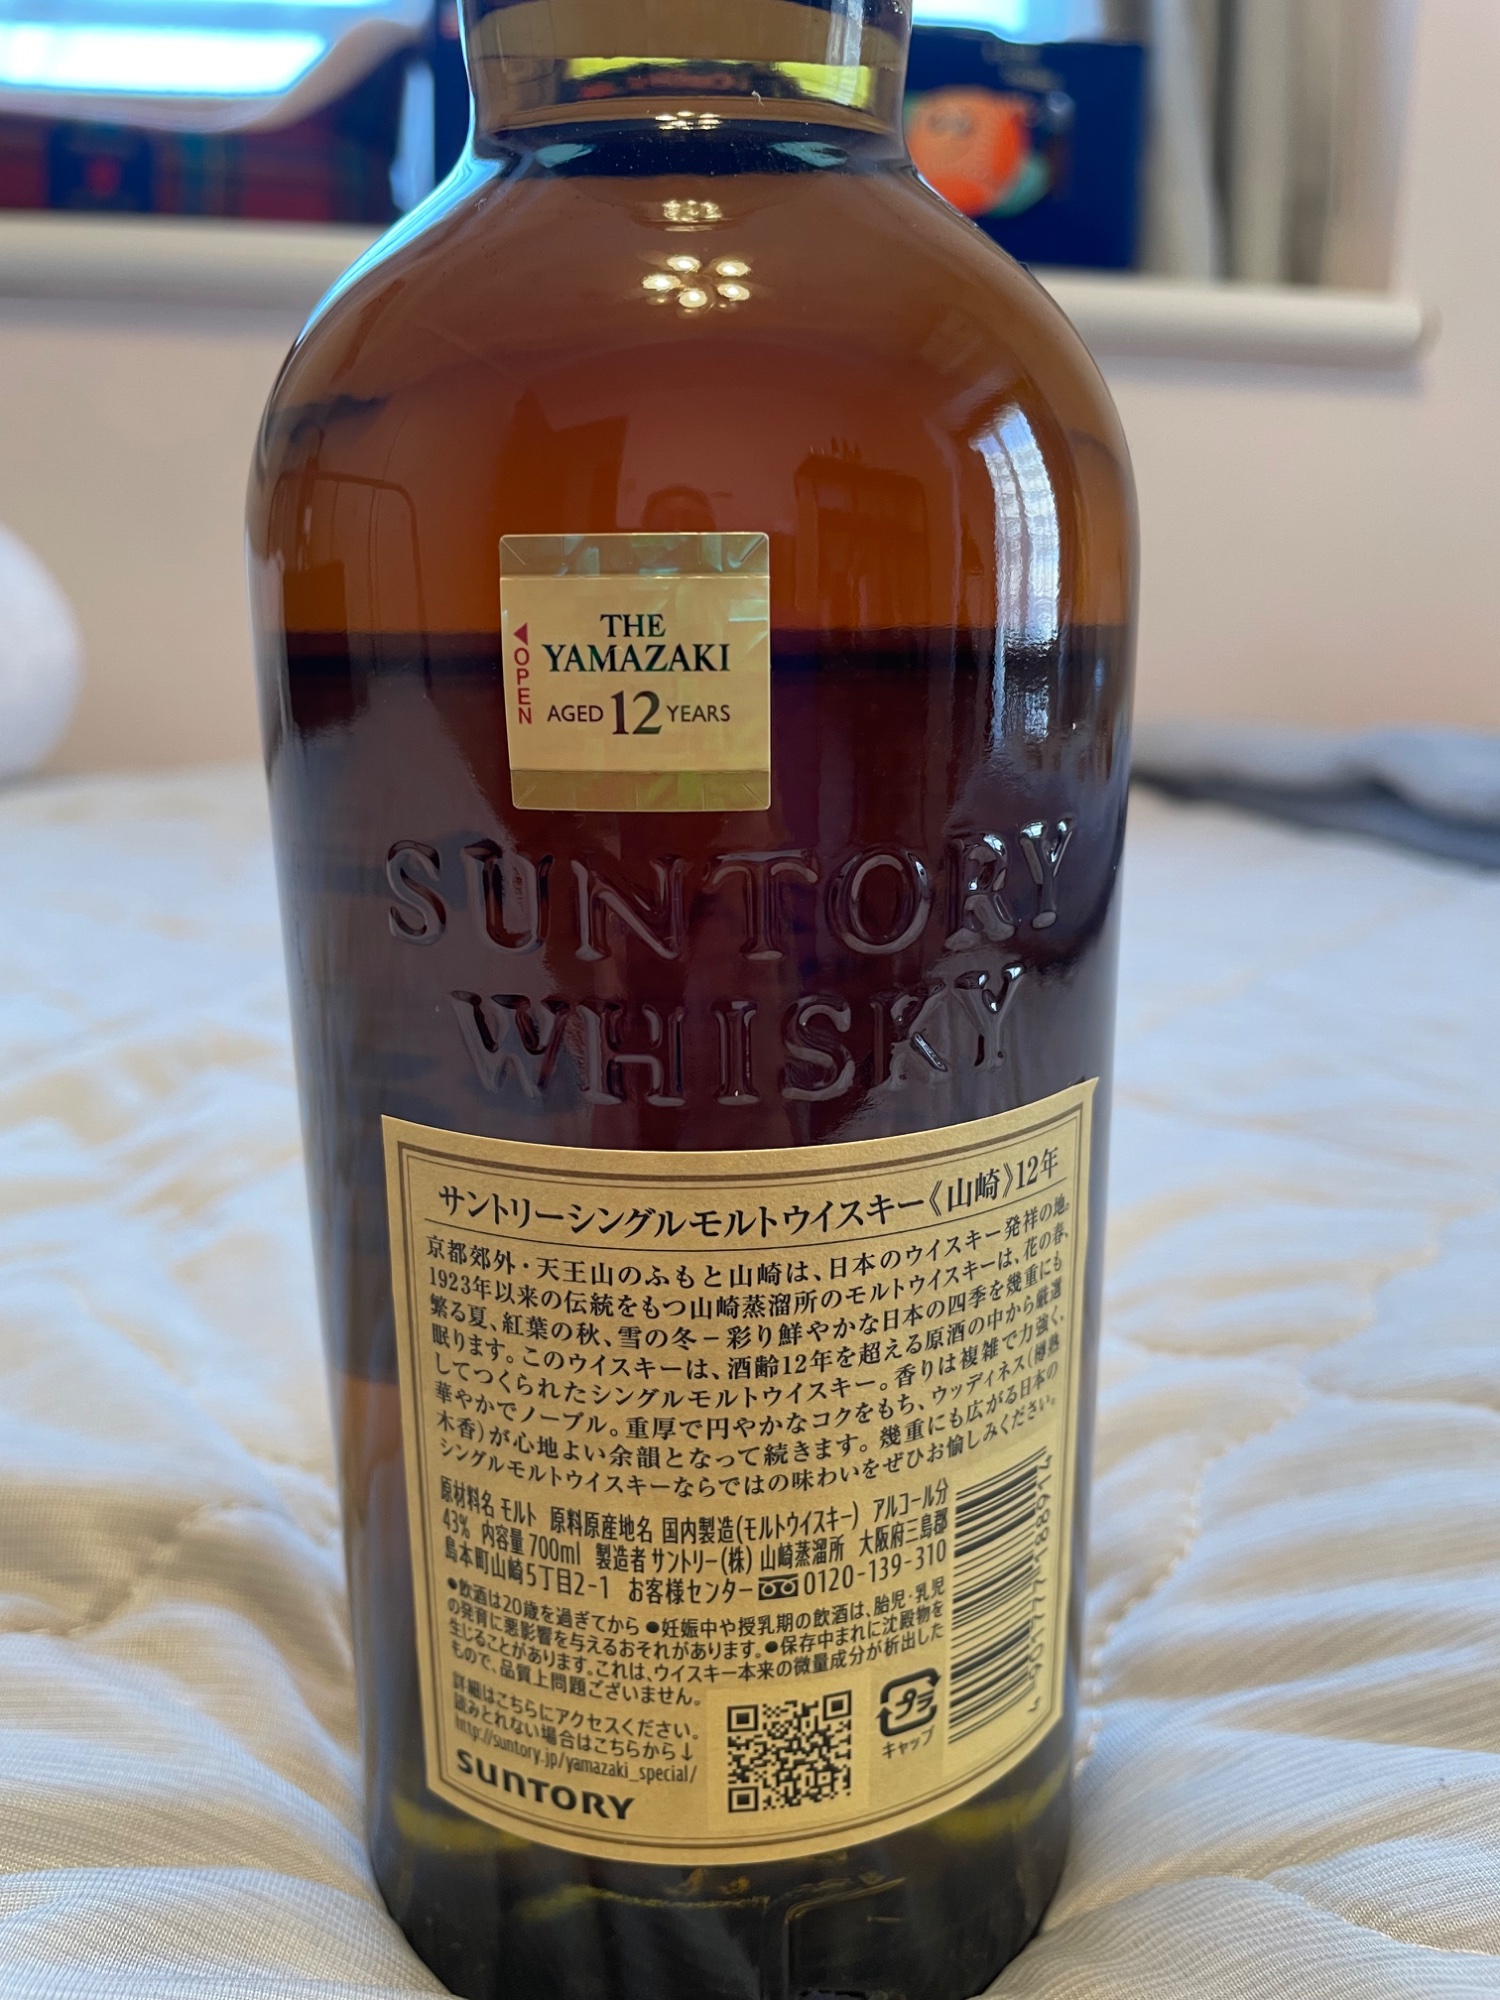 THE
YAMAZAKI
AGED 12 YEARS
◀OPEN
SUNTORY
WHISKY
サントリーシングルモルトウイスキー《山崎》12年
京都郊外・天王山のふもと山崎は、日本のウイスキー発祥の地。
1923年以来の伝統をもつ山崎蒸溜所のモルトウイスキーは、花の春、
繁る夏、紅葉の秋、雪の冬−彩り鮮やかな日本の四季を幾重にも
眠ります。このウイスキーは、酒齢12年を超える原酒の中から厳選
してつくられたシングルモルトウイスキー。香りは複雑で力強く、
華やかでノーブル。重厚で円やかなコクをもち、ウッディネス(樽熟
木香)が心地よい余韻となって続きます。幾重にも広がる日本の
シングルモルトウイスキーならではの味わいをぜひお愉しみください。
原材料名 モルト 原料原産地名 国内製造(モルトウイスキー) アルコール分
43% 内容量 700ml 製造者 サントリー(株) 山崎蒸溜所 大阪府三島郡
島本町山崎5丁目2-1 お客様センター 0120-139-310
●飲酒は20歳を過ぎてから ●妊娠中や授乳期の飲酒は、胎児・乳児
の発育に悪影響を与えるおそれがあります。●保存中まれに沈殿物を
生じることがあります。これは、ウイスキー本来の微量成分が析出した
もので、品質上問題ございません。
詳細はこちらにアクセスください。
読みとれない場合はこちらから↓
http://suntory.jp/yamazaki_special/
SUNTORY
プラ
キャップ